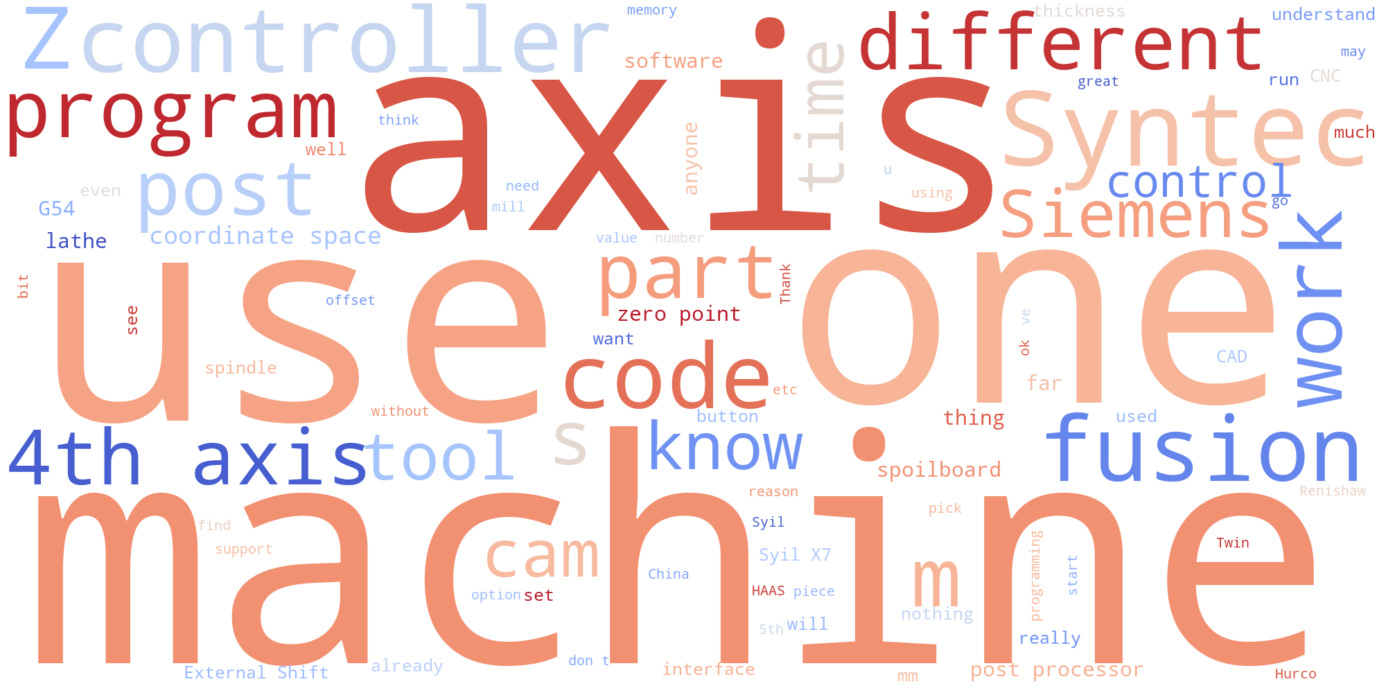 memory
Z
controller
different
thickness
understand
software
time
may
program
axis
great
run
CNC
think
Syntec
much
well
anyone
post
even
need
u
control
using
go
G54
mill
Siemens
work
lathe
coordinate space
value
number
use
part
one
bit
see
offset
Thank
zero point
ve
ok
want
code
spindle
CAD
etc
far
without
button
thing
used
4th axis
tool
s
know
fusion
spoilboard
machine
reason
Renishaw
find
pick
Syil
support
cam
Syil X7
Twin
China
m
programming
start
option
set
HAAS
piece
nothing
5th
will
really
External Shift
already
don t
interface
mm
post processor
Hurco